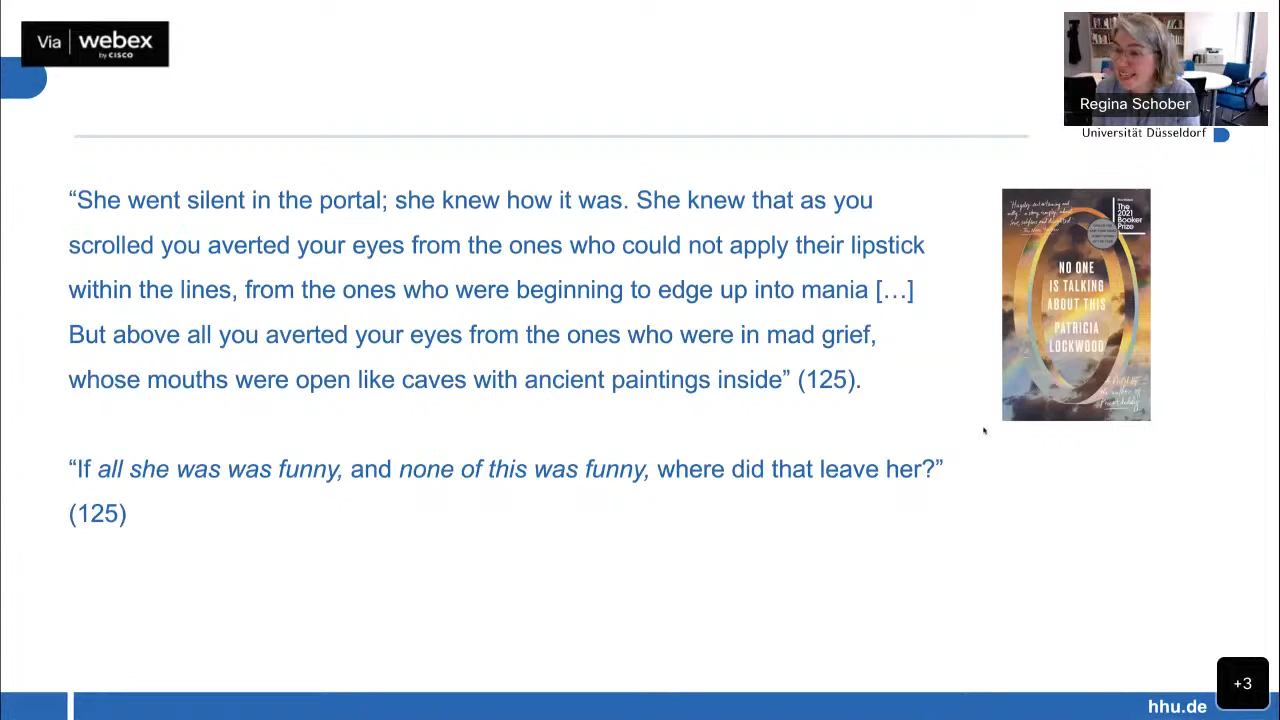 Via webex
by CISCO
Regina Schober
Universität Düsseldorf
“She went silent in the portal; she knew how it was. She knew that as you
scrolled you averted your eyes from the ones who could not apply their lipstick
within the lines, from the ones who were beginning to edge up into mania […]
But above all you averted your eyes from the ones who were in mad grief,
whose mouths were open like caves with ancient paintings inside” (125).
The
2021
Booker
Prize
NO ONE
IS TALKING
ABOUT THIS
PATRICIA
LOCKWOOD
“If all she was was funny, and none of this was funny, where did that leave her?”
(125)
+3
hhu.de